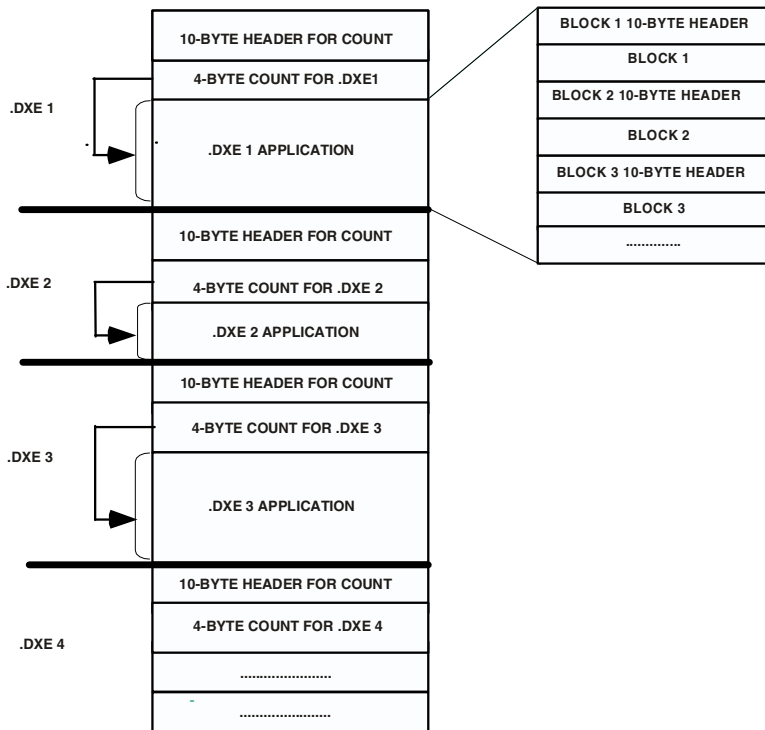 10-BYTE HEADER FOR COUNT
4-BYTE COUNT FOR .DXE1
.DXE 1
.DXE 1 APPLICATION
10-BYTE HEADER FOR COUNT
.DXE 2
4-BYTE COUNT FOR .DXE 2
.DXE 2 APPLICATION
10-BYTE HEADER FOR COUNT
4-BYTE COUNT FOR .DXE 3
.DXE 3
.DXE 3 APPLICATION
10-BYTE HEADER FOR COUNT
4-BYTE COUNT FOR .DXE 4
.DXE 4
.......................
.......................
BLOCK 1 10-BYTE HEADER
BLOCK 1
BLOCK 2 10-BYTE HEADER
BLOCK 2
BLOCK 3 10-BYTE HEADER
BLOCK 3
..............